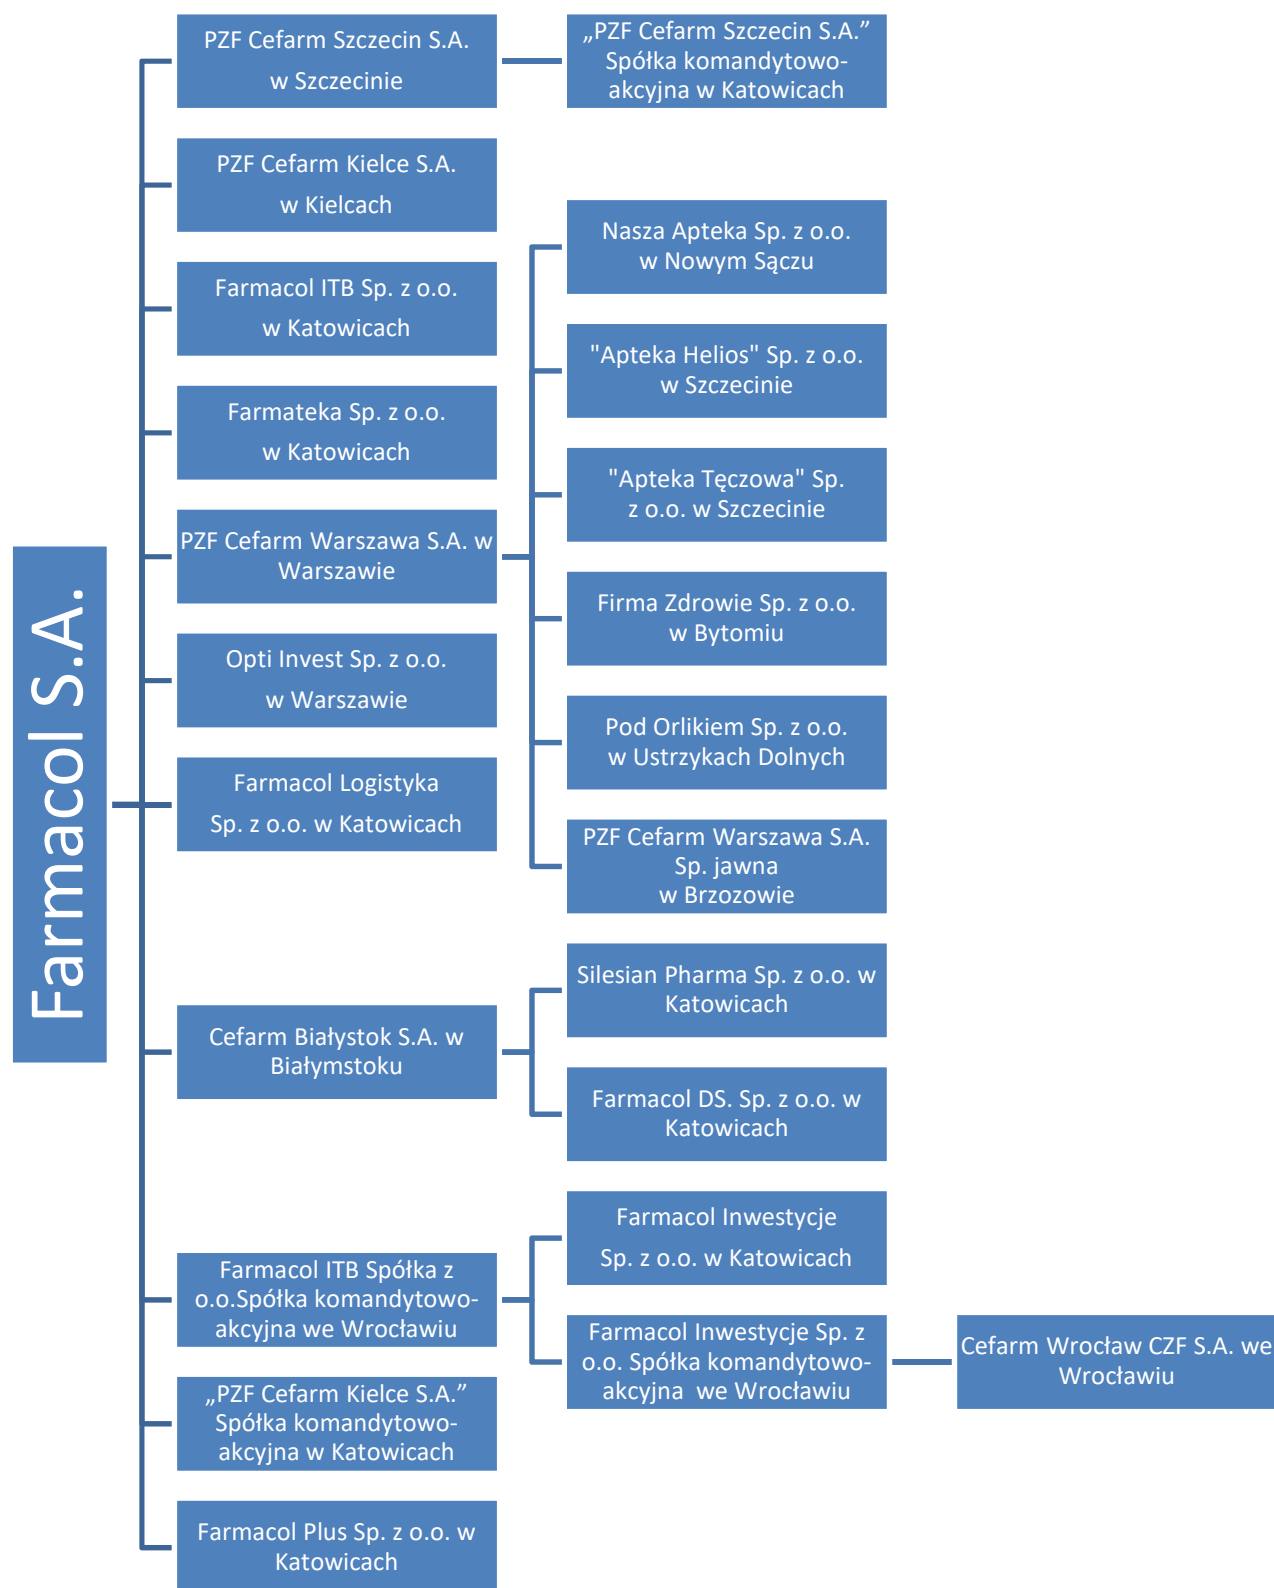 Farmacol S.A.
PZF Cefarm Szczecin S.A.
w Szczecinie
„PZF Cefarm Szczecin S.A.”
Spółka komandytowo-
akcyjna w Katowicach
PZF Cefarm Kielce S.A.
w Kielcach
Farmacol ITB Sp. z o.o.
w Katowicach
Farmateka Sp. z o.o.
w Katowicach
PZF Cefarm Warszawa S.A. w
Warszawie
Nasza Apteka Sp. z o.o.
w Nowym Sączu
"Apteka Helios" Sp. z o.o.
w Szczecinie
"Apteka Tęczowa" Sp.
z o.o. w Szczecinie
Firma Zdrowie Sp. z o.o.
w Bytomiu
Pod Orlikiem Sp. z o.o.
w Ustrzykach Dolnych
PZF Cefarm Warszawa S.A.
Sp. jawna
w Brzozowie
Opti Invest Sp. z o.o.
w Warszawie
Farmacol Logistyka
Sp. z o.o. w Katowicach
Cefarm Białystok S.A. w
Białymstoku
Silesian Pharma Sp. z o.o. w
Katowicach
Farmacol DS. Sp. z o.o. w
Katowicach
Farmacol ITB Spółka z
o.o.Spółka komandytowo-
akcyjna we Wrocławiu
Farmacol Inwestycje
Sp. z o.o. w Katowicach
Farmacol Inwestycje Sp. z
o.o. Spółka komandytowo-
akcyjna  we Wrocławiu
Cefarm Wrocław CZF S.A. we
Wrocławiu
„PZF Cefarm Kielce S.A.”
Spółka komandytowo-
akcyjna w Katowicach
Farmacol Plus Sp. z o.o. w
Katowicach